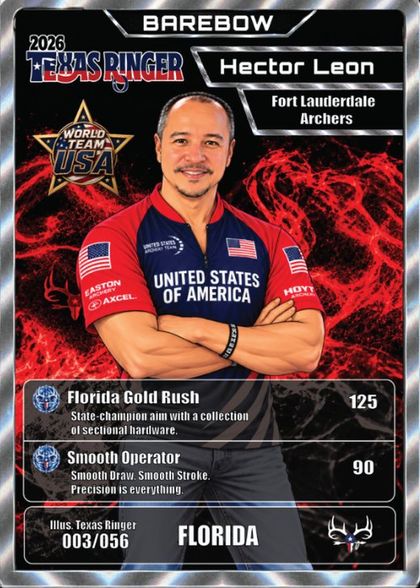 BAREBOW
2026
TEXAS RINGER
Hector Leon
Fort Lauderdale
Archers
WORLD
TEAM
USA
UNITED STATES
ARCHERY TEAM
EASTON
ARCHERY
AXCEL.
HOYT
ARCHERY
UNITED STATES
OF AMERICA
Florida Gold Rush 125
State-champion aim with a collection
of sectional hardware.
Smooth Operator 90
Smooth Draw. Smooth Stroke.
Precision is everything.
Illus. Texas Ringer
003/056
FLORIDA